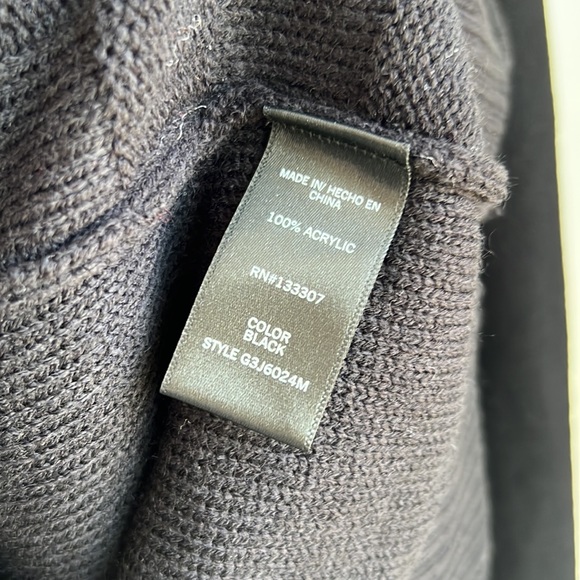 MADE IN/ HECHO EN
CHINA
100% ACRYLIC
RN#133307
COLOR
BLACK
STYLE G3J6024M